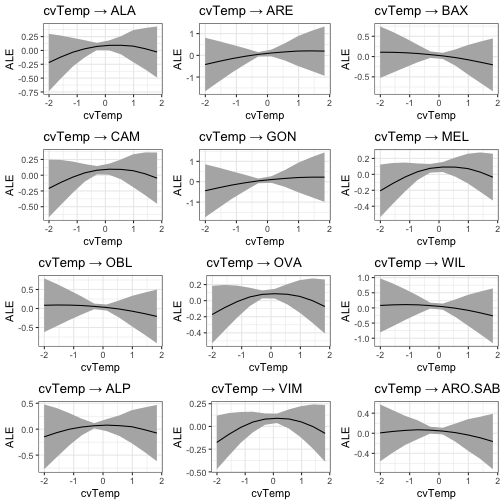 cvTemp → ALA
cvTemp → ARE
cvTemp → BAX
ALE
0.25
0.00
-0.25
-0.50
-0.75
-2 -1 0 1 2
cvTemp
ALE
1
0
-1
-2 -1 0 1 2
cvTemp
ALE
0.5
0.0
-0.5
-2 -1 0 1 2
cvTemp
cvTemp → CAM
cvTemp → GON
cvTemp → MEL
ALE
0.25
0.00
-0.25
-0.50
-2 -1 0 1 2
cvTemp
ALE
1
0
-1
-2 -1 0 1 2
cvTemp
ALE
0.2
0.0
-0.2
-0.4
-2 -1 0 1 2
cvTemp
cvTemp → OBL
cvTemp → OVA
cvTemp → WIL
ALE
0.5
0.0
-0.5
-2 -1 0 1 2
cvTemp
ALE
0.2
0.0
-0.2
-0.4
-2 -1 0 1 2
cvTemp
ALE
1.0
0.5
0.0
-0.5
-1.0
-2 -1 0 1 2
cvTemp
cvTemp → ALP
cvTemp → VIM
cvTemp → ARO.SAB
ALE
0.5
0.0
-0.5
-2 -1 0 1 2
cvTemp
ALE
0.25
0.00
-0.25
-0.50
-2 -1 0 1 2
cvTemp
ALE
0.4
0.0
-0.4
-2 -1 0 1 2
cvTemp